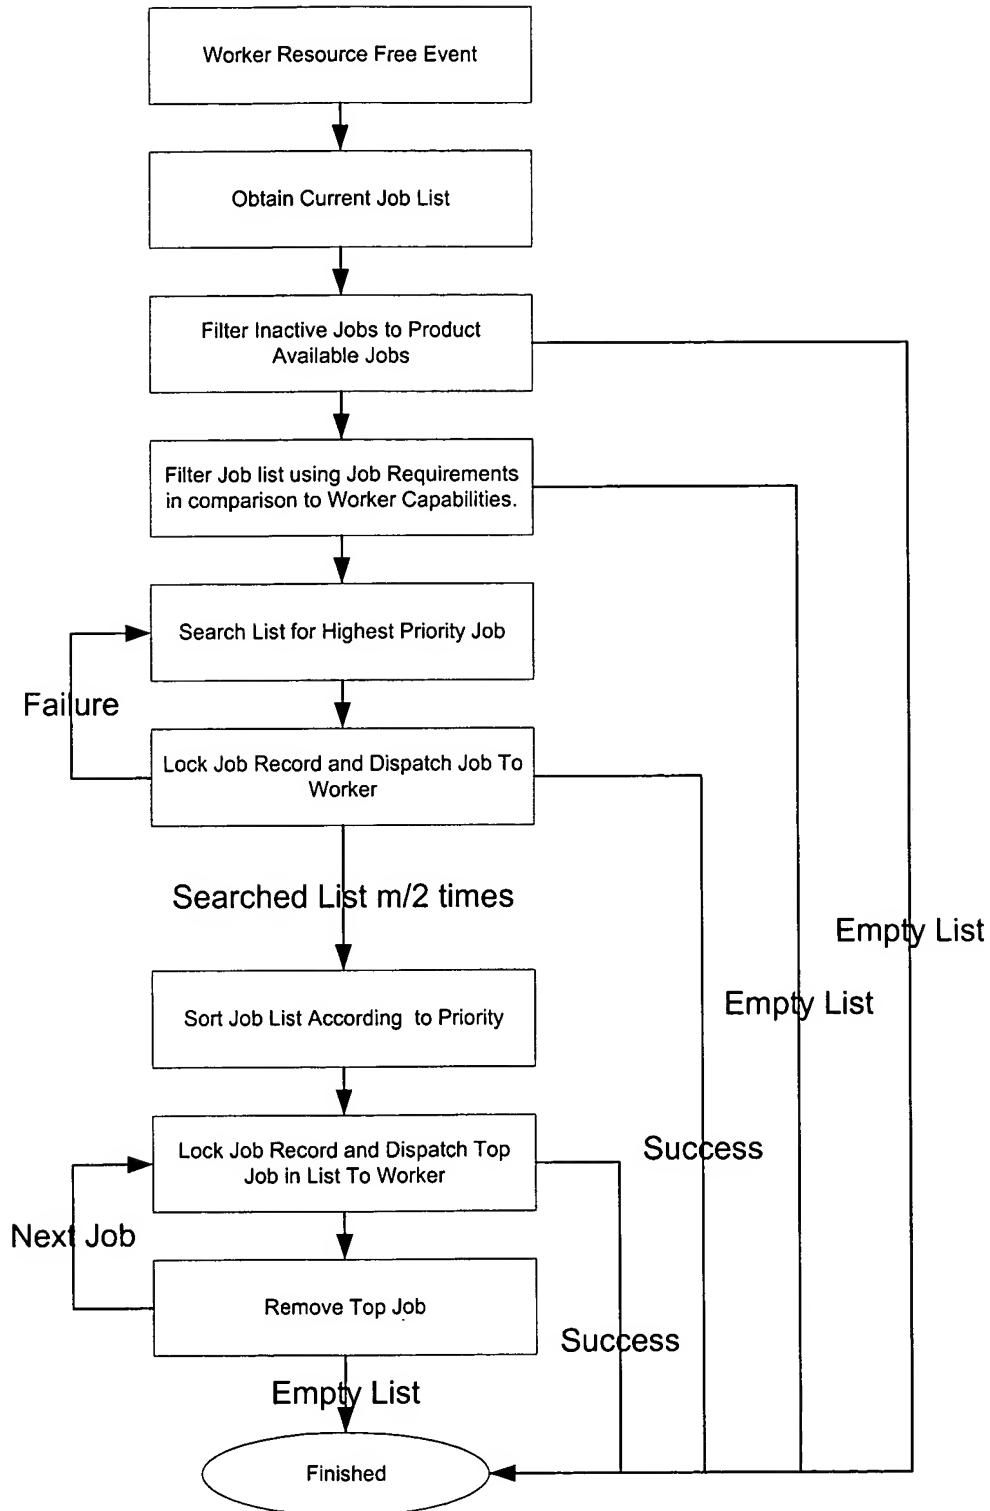 Worker Resource Free Event
Obtain Current Job List
Filter Inactive Jobs to Product
Available Jobs
Filter Job list using Job Requirements
in comparison to Worker Capabilities.
Search List for Highest Priority Job
Failure
Lock Job Record and Dispatch Job To
Worker
Searched List m/2 times
Empty List
Empty List
Sort Job List According to Priority
Success
Lock Job Record and Dispatch Top
Job in List To Worker
Next Job
Remove Top Job
Success
Empty List
Finished